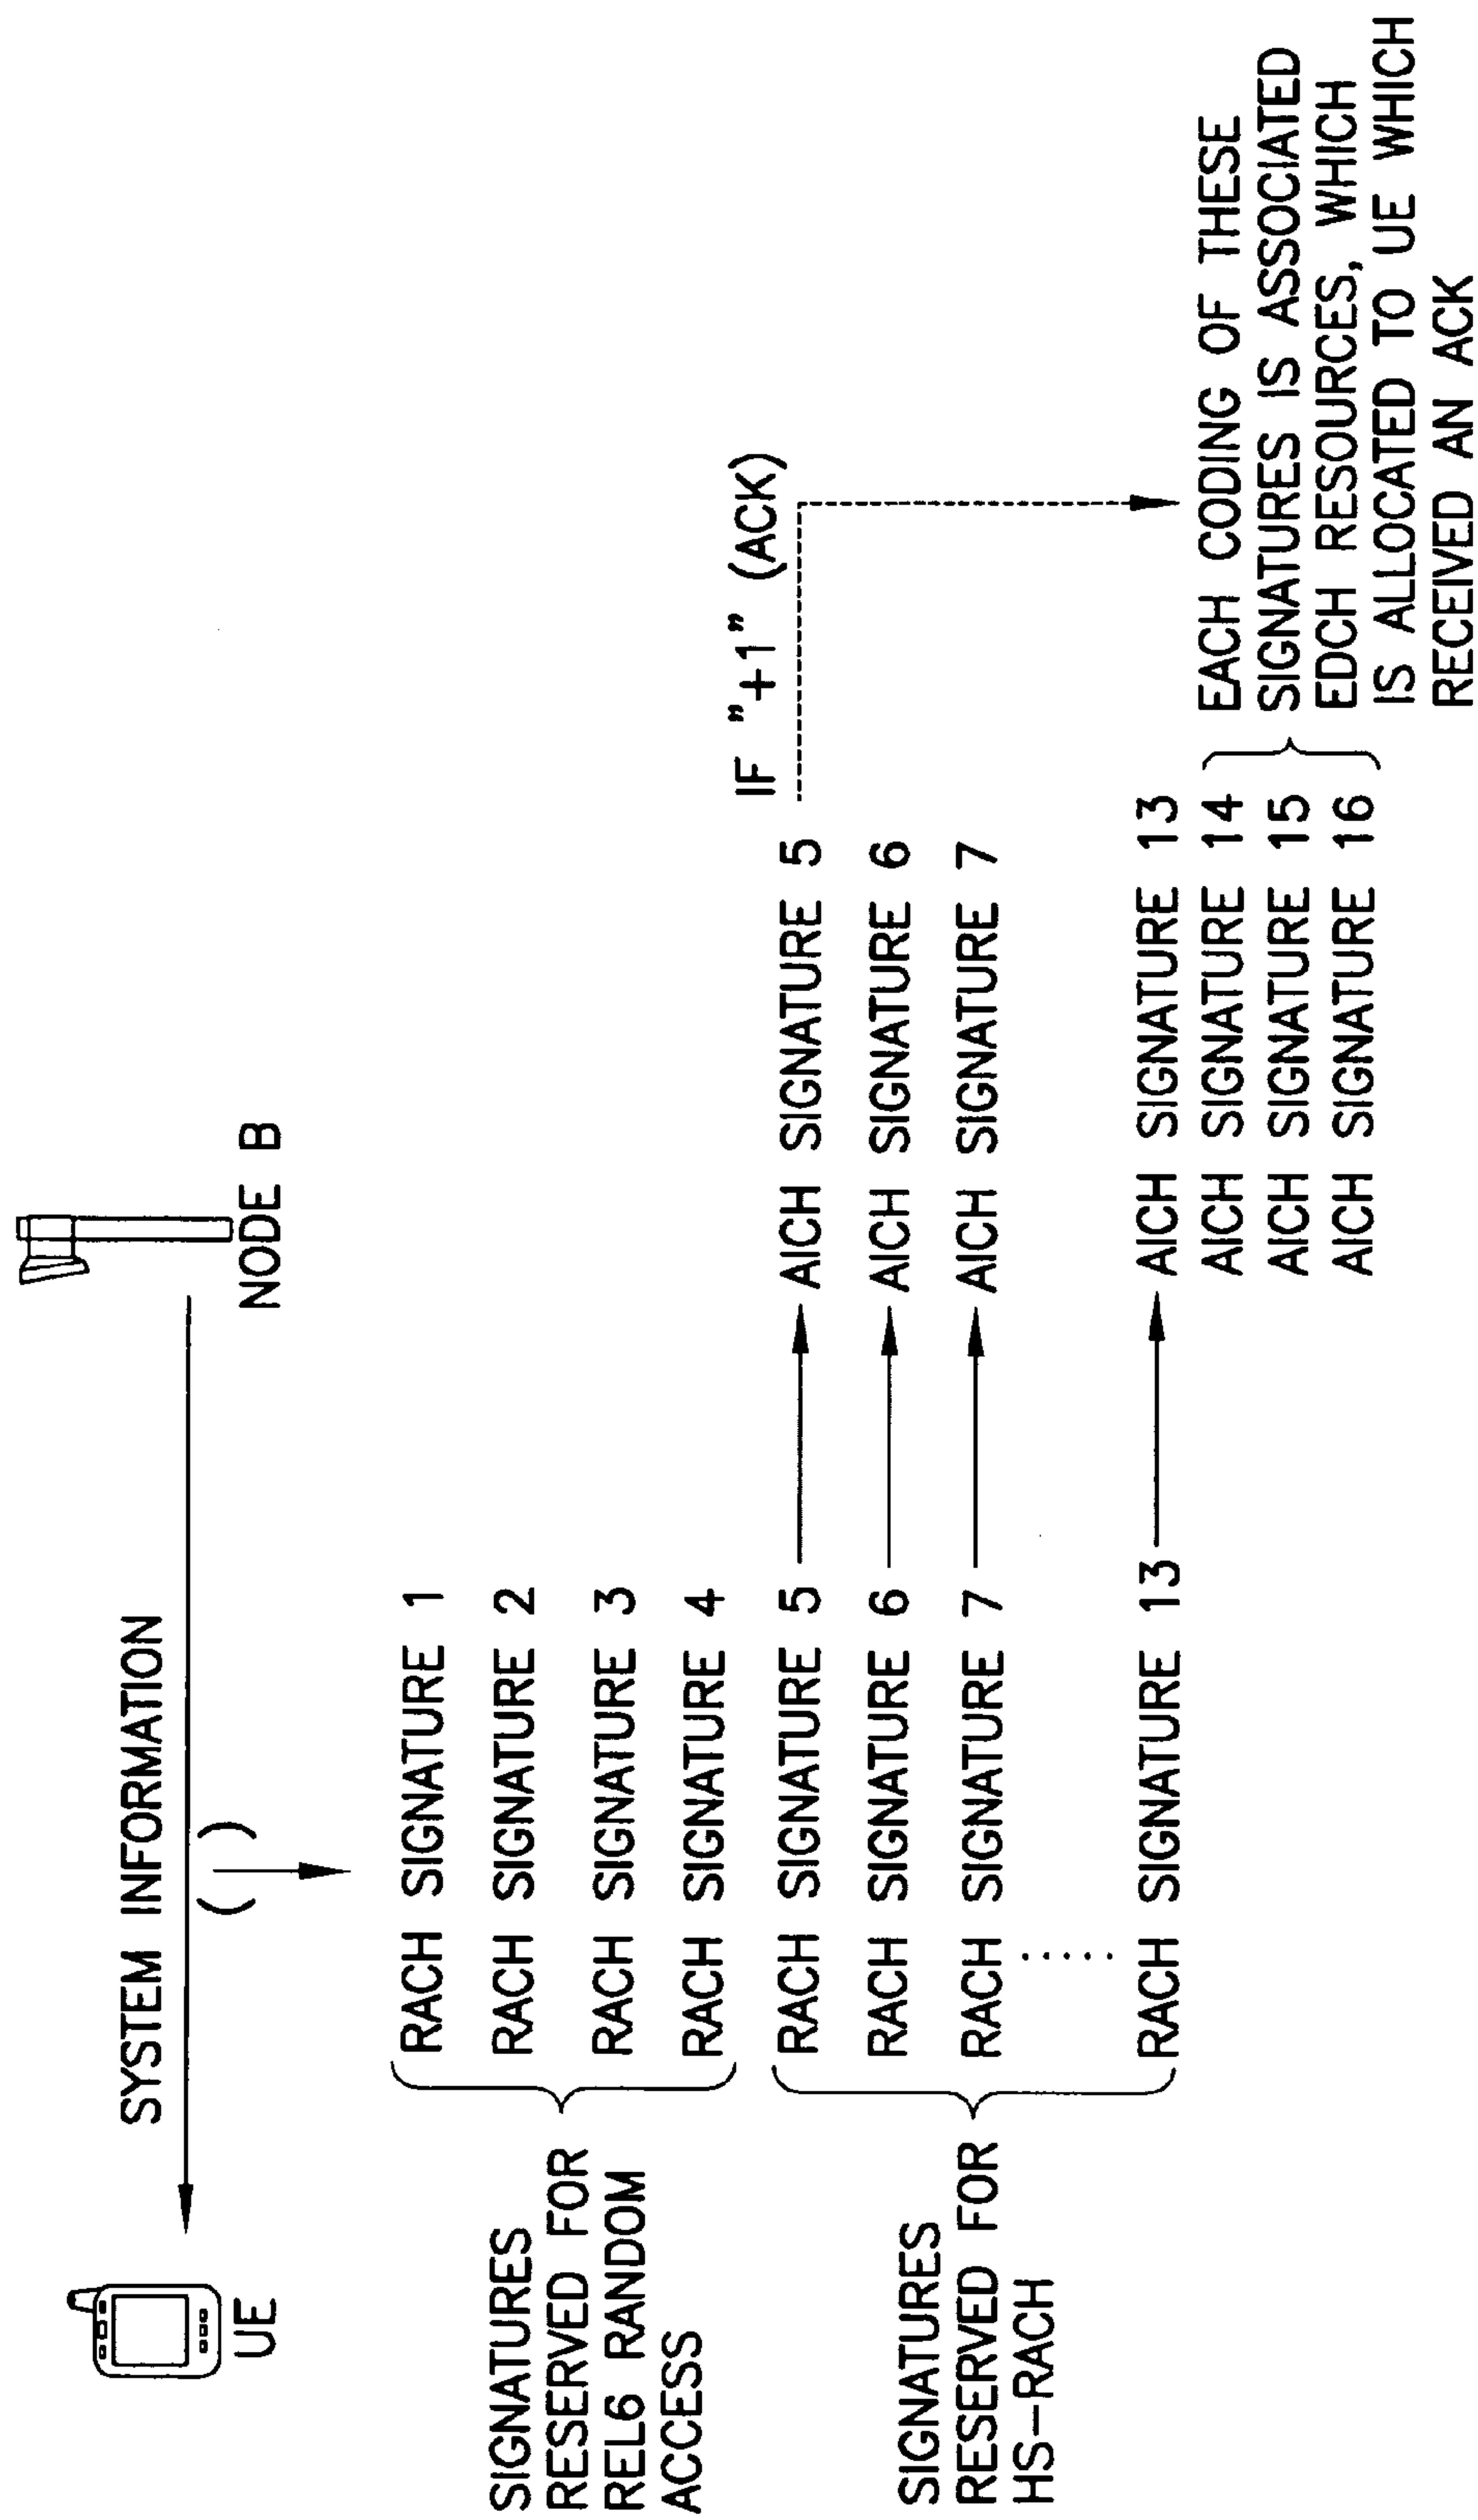 SYSTEM INFORMATION
UE
NODE B
SIGNATURES
RESERVED FOR
REL6 RANDOM
ACCESS
RACH SIGNATURE 1
RACH SIGNATURE 2
RACH SIGNATURE 3
RACH SIGNATURE 4
SIGNATURES
RESERVED FOR
HS-RACH
RACH SIGNATURE 5
RACH SIGNATURE 6
RACH SIGNATURE 7
.....
RACH SIGNATURE 13
AICH SIGNATURE 5
AICH SIGNATURE 6
AICH SIGNATURE 7
AICH SIGNATURE 13
AICH SIGNATURE 14
AICH SIGNATURE 15
AICH SIGNATURE 16
IF "+1" (ACK)
EACH CODING OF THESE
SIGNATURES IS ASSOCIATED
EDCH RESOURCES, WHICH
IS ALLOCATED TO UE WHICH
RECEIVED AN ACK